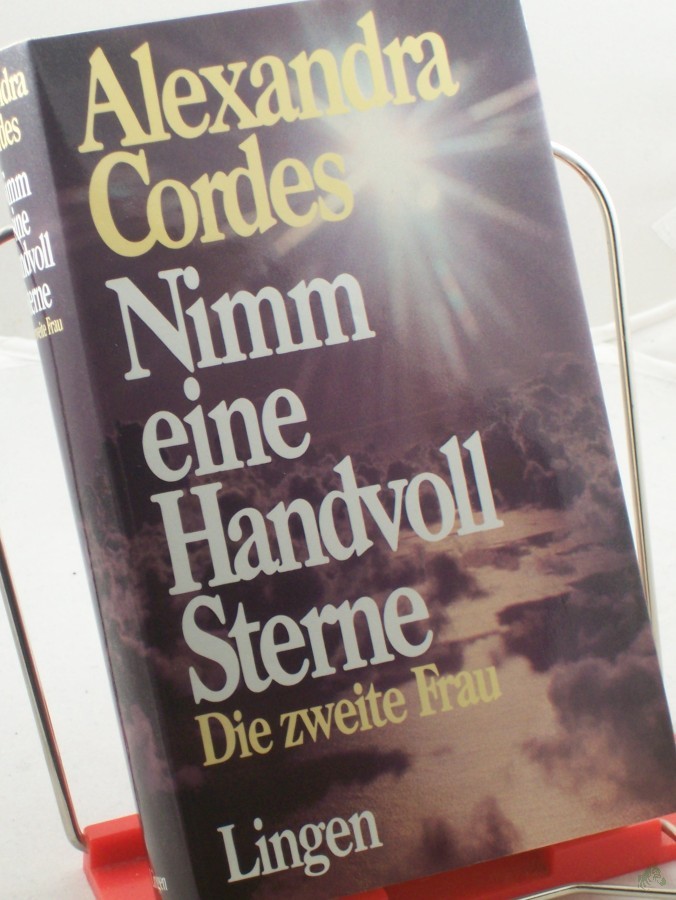 Alexandra
Cordes
Nimm
eine
Handvoll
Sterne
Die zweite Frau
Lingen